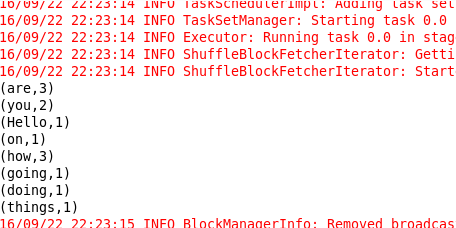 16/09/22 22:23:14 INFO TaskSchedulerImpl: Adding task set
16/09/22 22:23:14 INFO TaskSetManager: Starting task 0.0
16/09/22 22:23:14 INFO Executor: Running task 0.0 in stag
16/09/22 22:23:14 INFO ShuffleBlockFetcherIterator: Getti
16/09/22 22:23:14 INFO ShuffleBlockFetcherIterator: Start
(are,3)
(you,2)
(Hello,1)
(on,1)
(how,3)
(going,1)
(doing,1)
(things,1)
16/09/22 22:23:15 INFO BlockManagerInfo: Removed broadcas